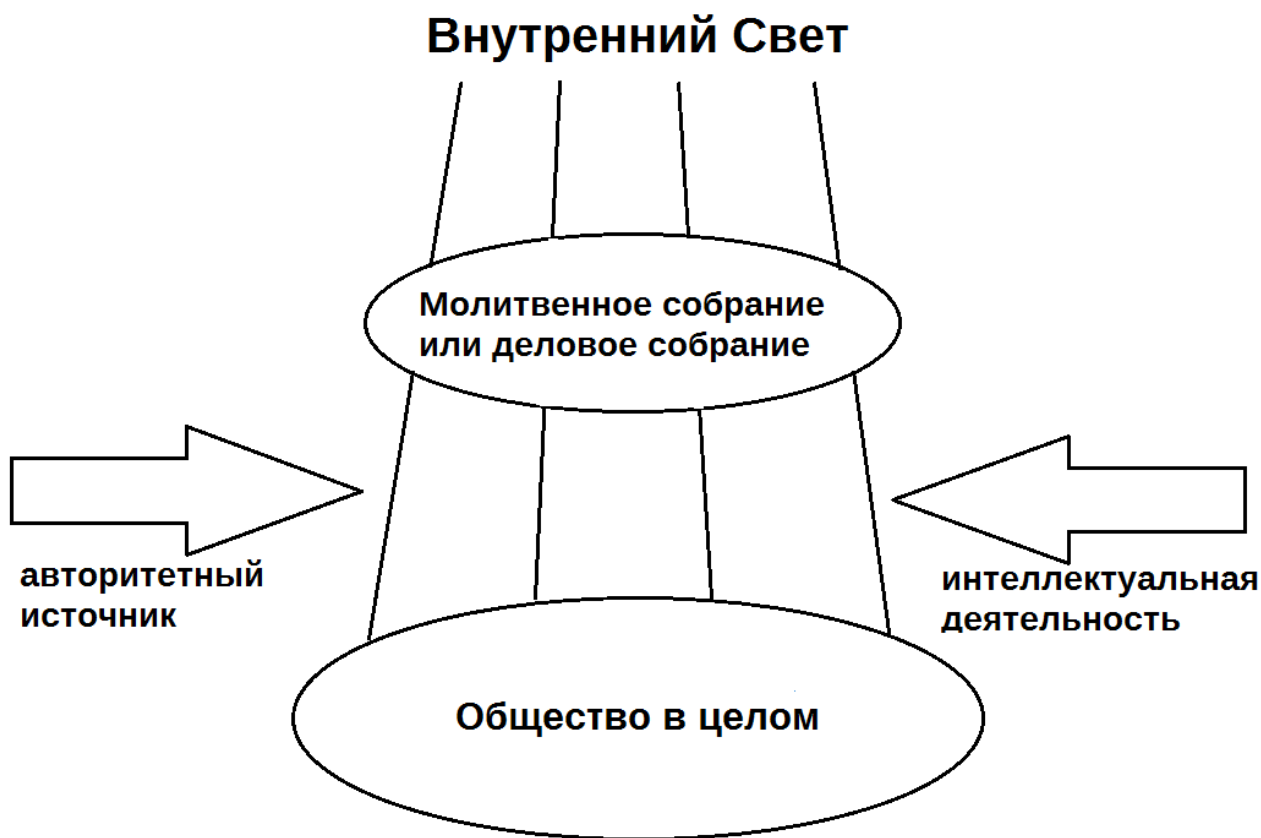 Внутренний Свет
Молитвенное собрание
или деловое собрание
авторитетный
источник
интеллектуальная
деятельность
Общество в целом